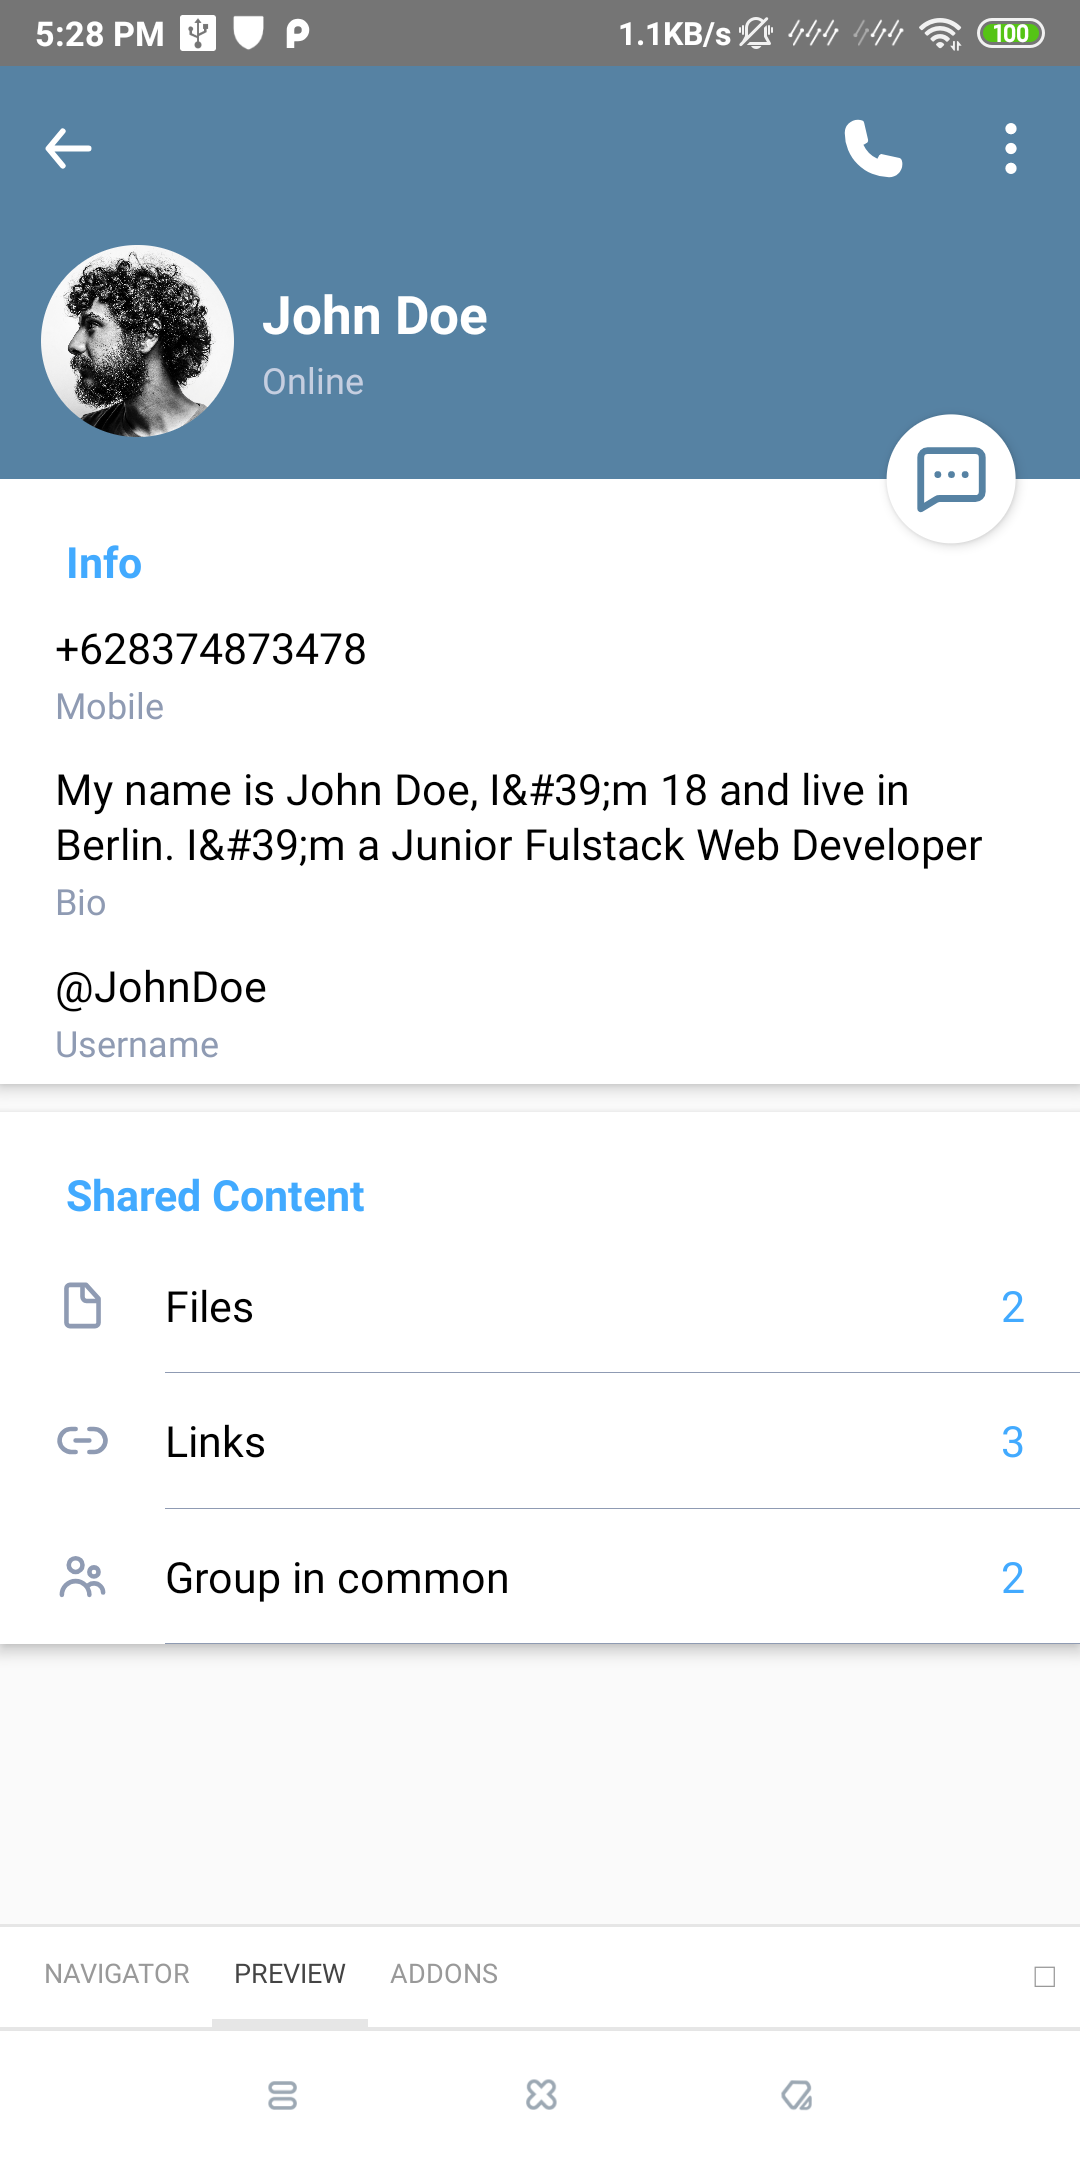 5:28 PM
1.1KB/s
100
John Doe
Online
Info
+628374873478
Mobile
My name is John Doe, I&#39;m 18 and live in
Berlin. I&#39;m a Junior Fulstack Web Developer
Bio
@JohnDoe
Username
Shared Content
Files 2
Links 3
Group in common 2
NAVIGATOR PREVIEW ADDONS